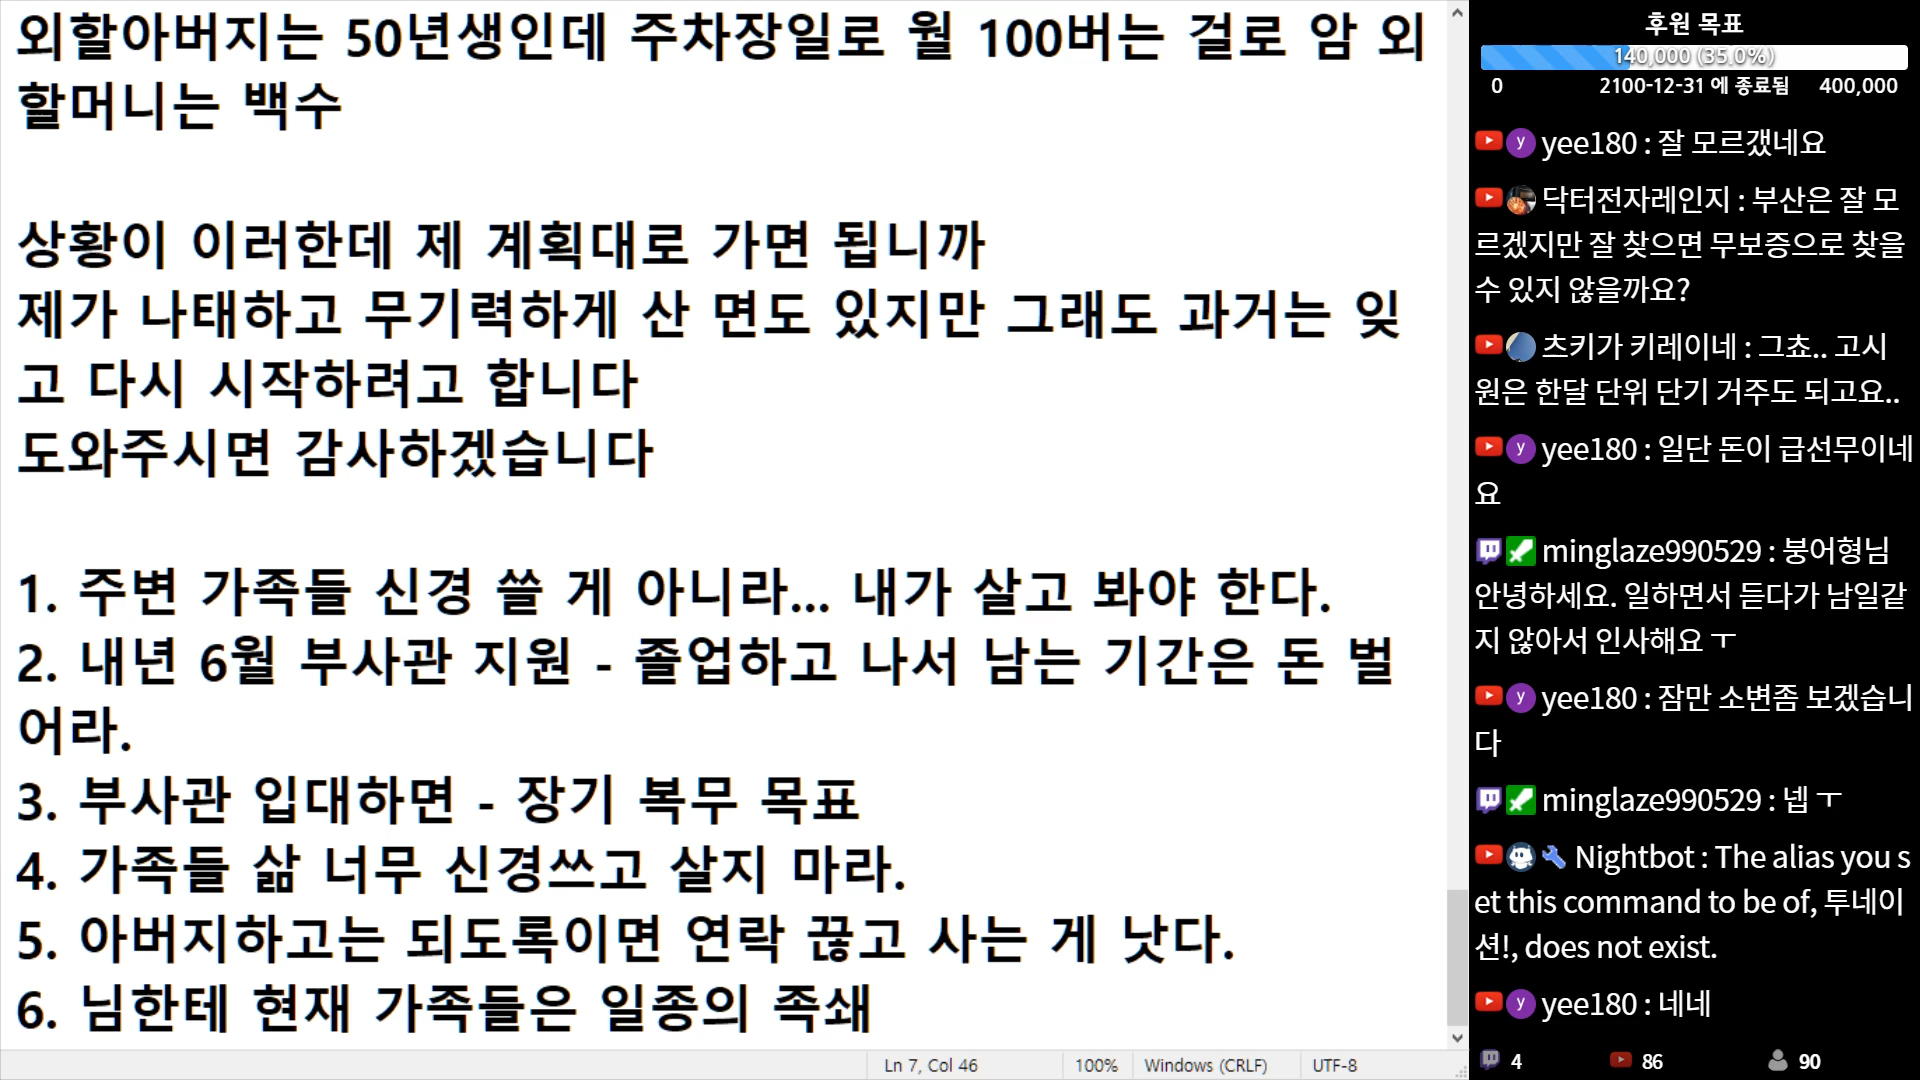 외할아버지는 50년생인데 주차장일로 월 100버는 걸로 암 외
할머니는 백수
상황이 이러한데 제 계획대로 가면 됩니까
제가 나태하고 무기력하게 산 면도 있지만 그래도 과거는 잊
고 다시 시작하려고 합니다
도와주시면 감사하겠습니다
1. 주변 가족들 신경 쓸 게 아니라... 내가 살고 봐야 한다.
2. 내년 6월 부사관 지원 - 졸업하고 나서 남는 기간은 돈 벌
어라.
3. 부사관 입대하면 - 장기 복무 목표
4. 가족들 삶 너무 신경쓰고 살지 마라.
5. 아버지하고는 되도록이면 연락 끊고 사는 게 낫다.
6. 님한테 현재 가족들은 일종의 족쇄
Ln 7, Col 46
100%
Windows (CRLF)
UTF-8
후원 목표
140,000 (35.0%)
0 2100-12-31 에 종료됨 400,000
y yee180 : 잘 모르갰네요
닥터전자레인지 : 부산은 잘 모
르겠지만 잘 찾으면 무보증으로 찾을
수 있지 않을까요?
츠키가 키레이네 : 그쵸.. 고시
원은 한달 단위 단기 거주도 되고요..
y yee180 : 일단 돈이 급선무이네
요
minglaze990529 : 붕어형님
안녕하세요. 일하면서 듣다가 남일같
지 않아서 인사해요 ㅜ
y yee180 : 잠만 소변좀 보겠습니
다
minglaze990529 : 넵 ㅜ
Nightbot : The alias you s
et this command to be of, 투네이
션!, does not exist.
y yee180 : 네네
4 86 90